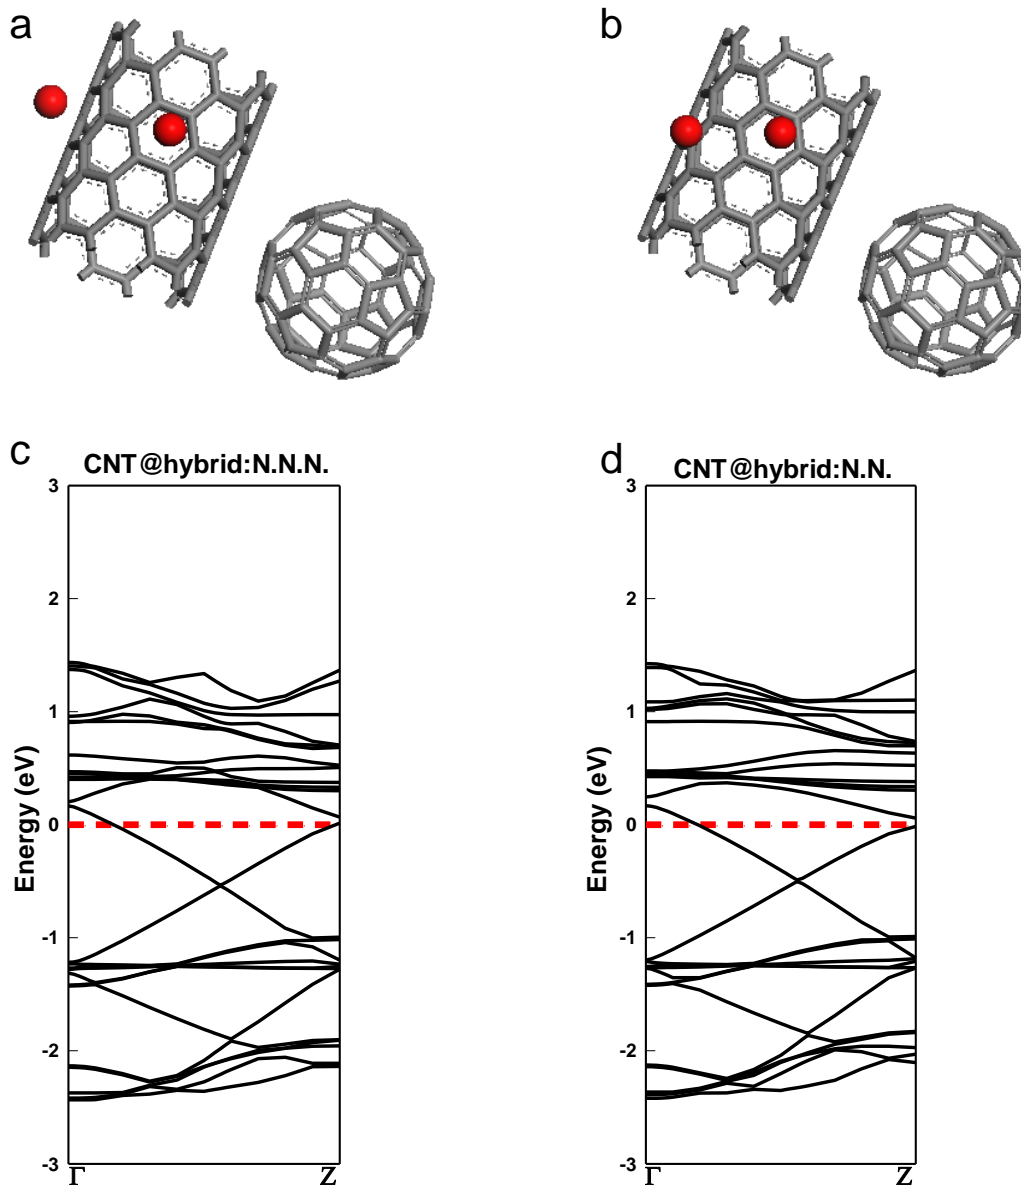 a
b
c
CNT@hybrid:N.N.N.
3
2
1
0
-1
-2
-3
Energy (eV)
Γ
Z
d
CNT@hybrid:N.N.
3
2
1
0
-1
-2
-3
Energy (eV)
Γ
Z